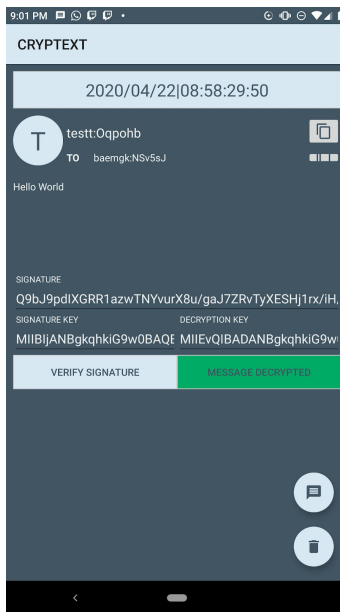 9:01 PM
CRYPTEXT
2020/04/22|08:58:29:50
T
testt:Oqpohb
TO baemgk:NSv5sJ
Hello World
SIGNATURE
Q9bJ9pdIXGRR1azwTNYvurX8u/gaJ7ZRvTyXESHj1rx/iH,
SIGNATURE KEY DECRYPTION KEY
MIIBIjANBgkqhkiG9w0BAQE MIIEvQIBADANBgkqhkiG9w
VERIFY SIGNATURE MESSAGE DECRYPTED